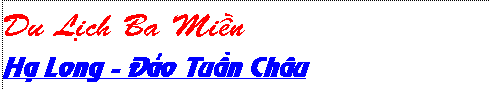 Du Lịch Ba Miền
Hạ Long - Đảo Tuần Châu